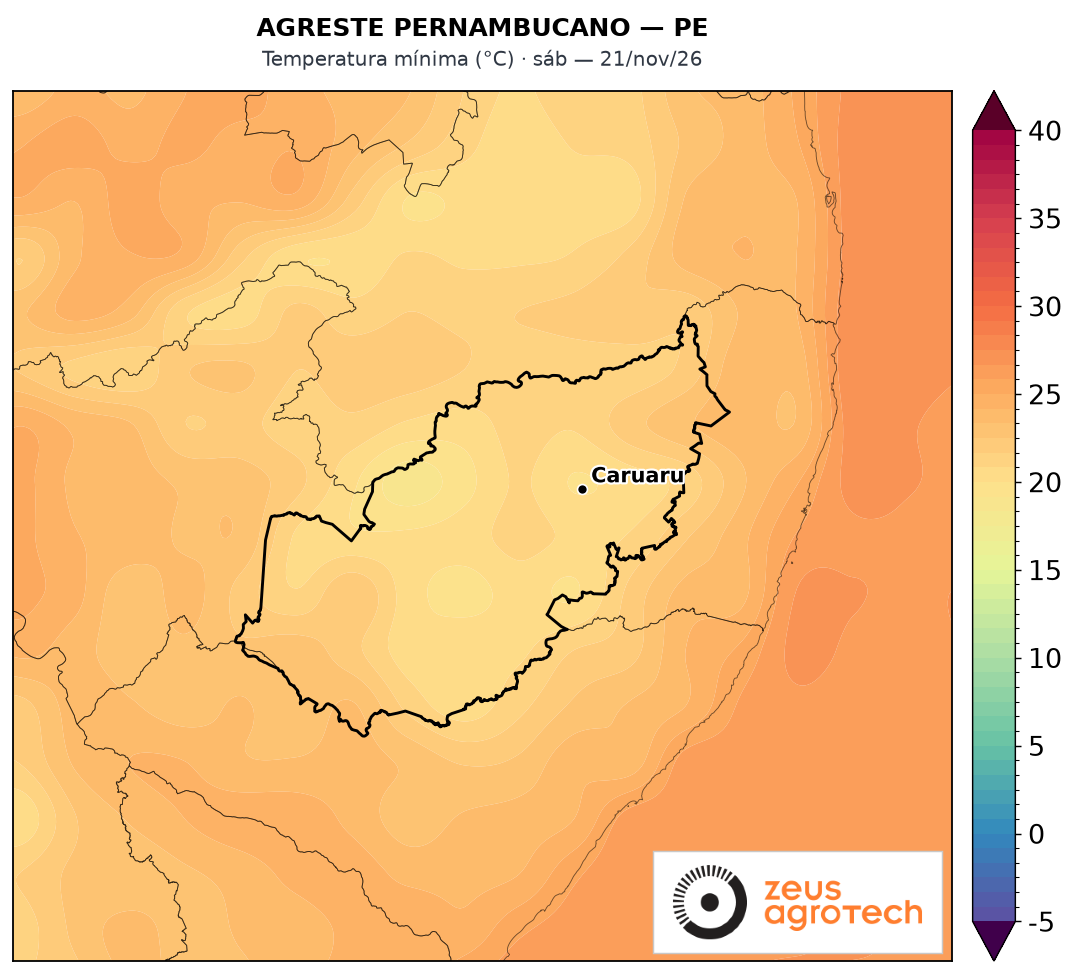 AGRESTE PERNAMBUCANO — PE
Temperatura mínima (°C) · sáb — 21/nov/26
40
35
30
25
20
15
10
5
0
-5
Caruaru
zeus
agrotech